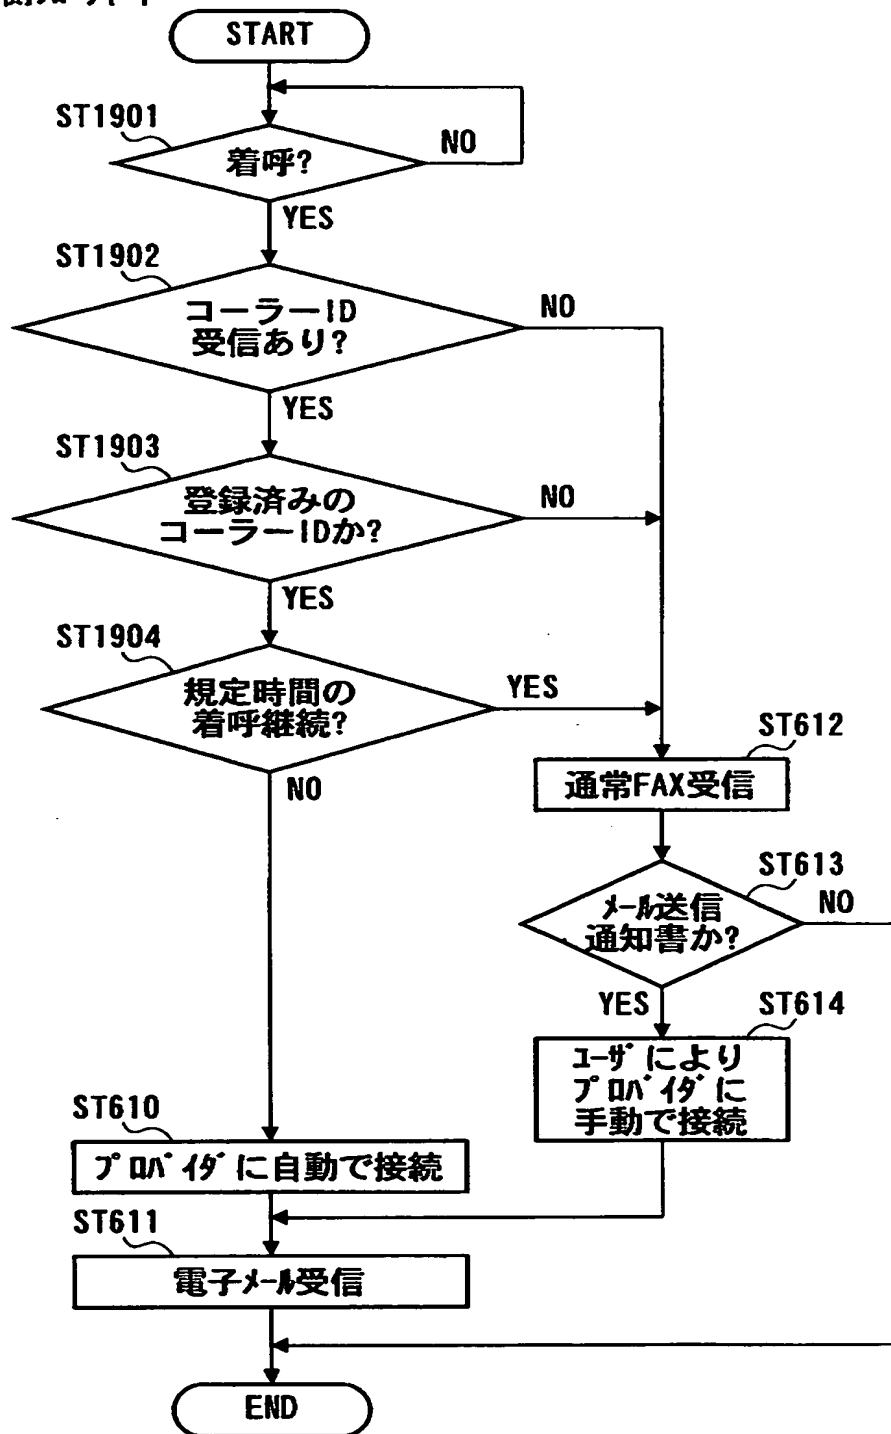 START
ST1901
着呼?
NO
YES
ST1902
コーラーID
受信あり?
NO
YES
ST1903
登録済みの
コーラーIDか?
NO
YES
ST1904
規定時間の
着呼継続?
YES
NO
ST612
通常FAX受信
ST613
メール送信
通知書か?
NO
YES
ST614
ユーザにより
プロバイダに
手動で接続
ST610
プロバイダに自動で接続
ST611
電子メール受信
END